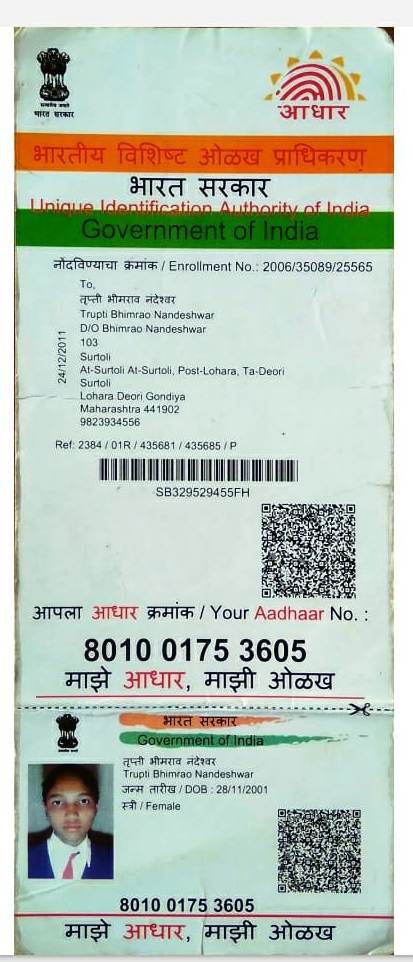 सत्यमेव जयते
भारत सरकार
आधार
भारतीय विशिष्ट ओळख प्राधिकरण
भारत सरकार
Unique Identification Authority of India
Government of India
नोंदविण्याचा क्रमांक / Enrollment No.: 2006/35089/25565
To,
तृप्ती भीमराव नंदेश्वर
Trupti Bhimrao Nandeshwar
D/O Bhimrao Nandeshwar
103
Surtoli
At-Surtoli At-Surtoli, Post-Lohara, Ta-Deori
Surtoli
Lohara Deori Gondiya
Maharashtra 441902
9823934556
24/12/2011
Ref: 2384 / 01R / 435681 / 435685 / P
SB329529455FH
आपला आधार क्रमांक / Your Aadhaar No. :
8010 0175 3605
माझे आधार, माझी ओळख
भारत सरकार
Government of India
तृप्ती भीमराव नंदेश्वर
Trupti Bhimrao Nandeshwar
जन्म तारीख / DOB : 28/11/2001
स्त्री / Female
8010 0175 3605
माझे आधार, माझी ओळख